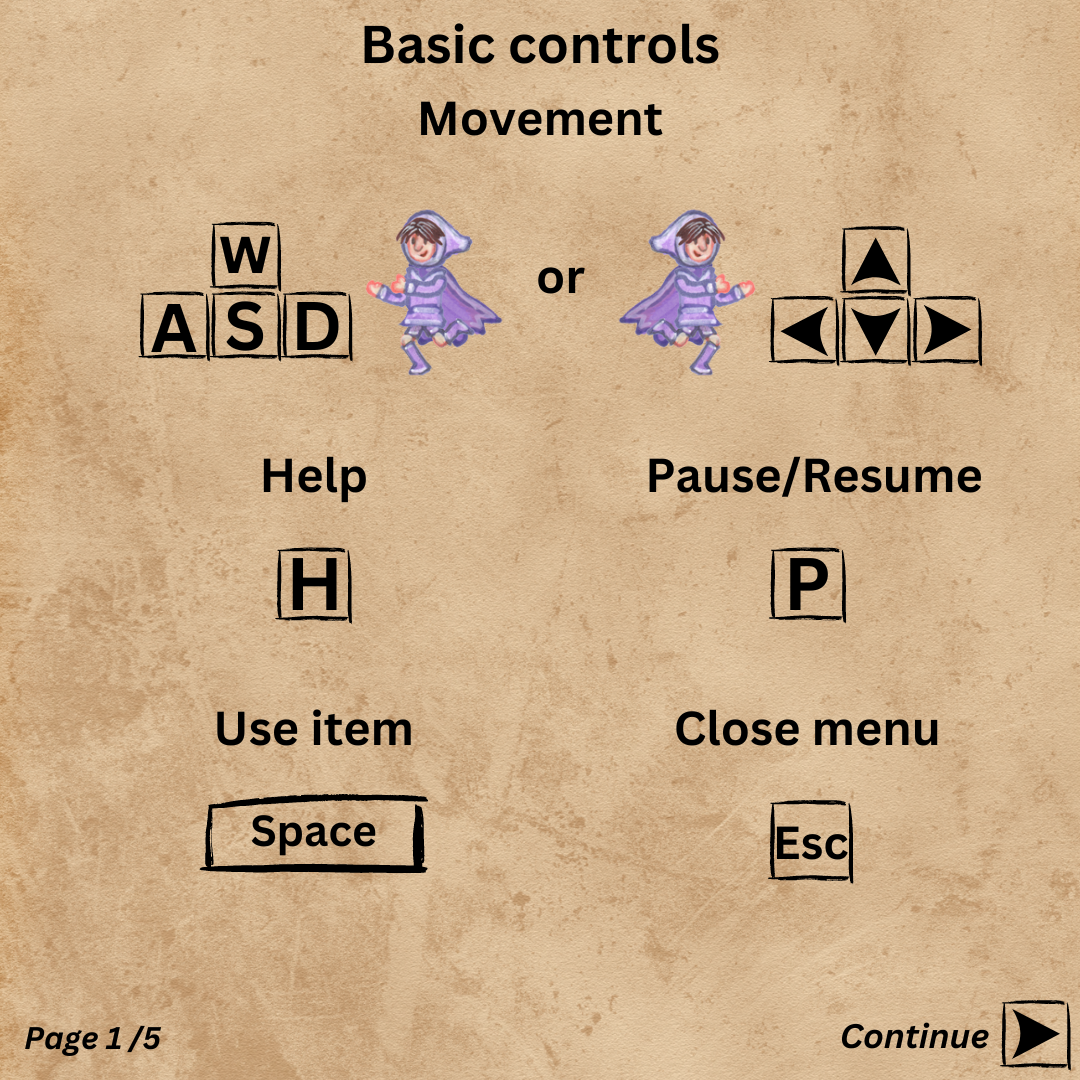 Basic controls
Movement
W
A S D
or
Help
Pause/Resume
H
P
Use item
Close menu
Space
Esc
Page 1 /5
Continue